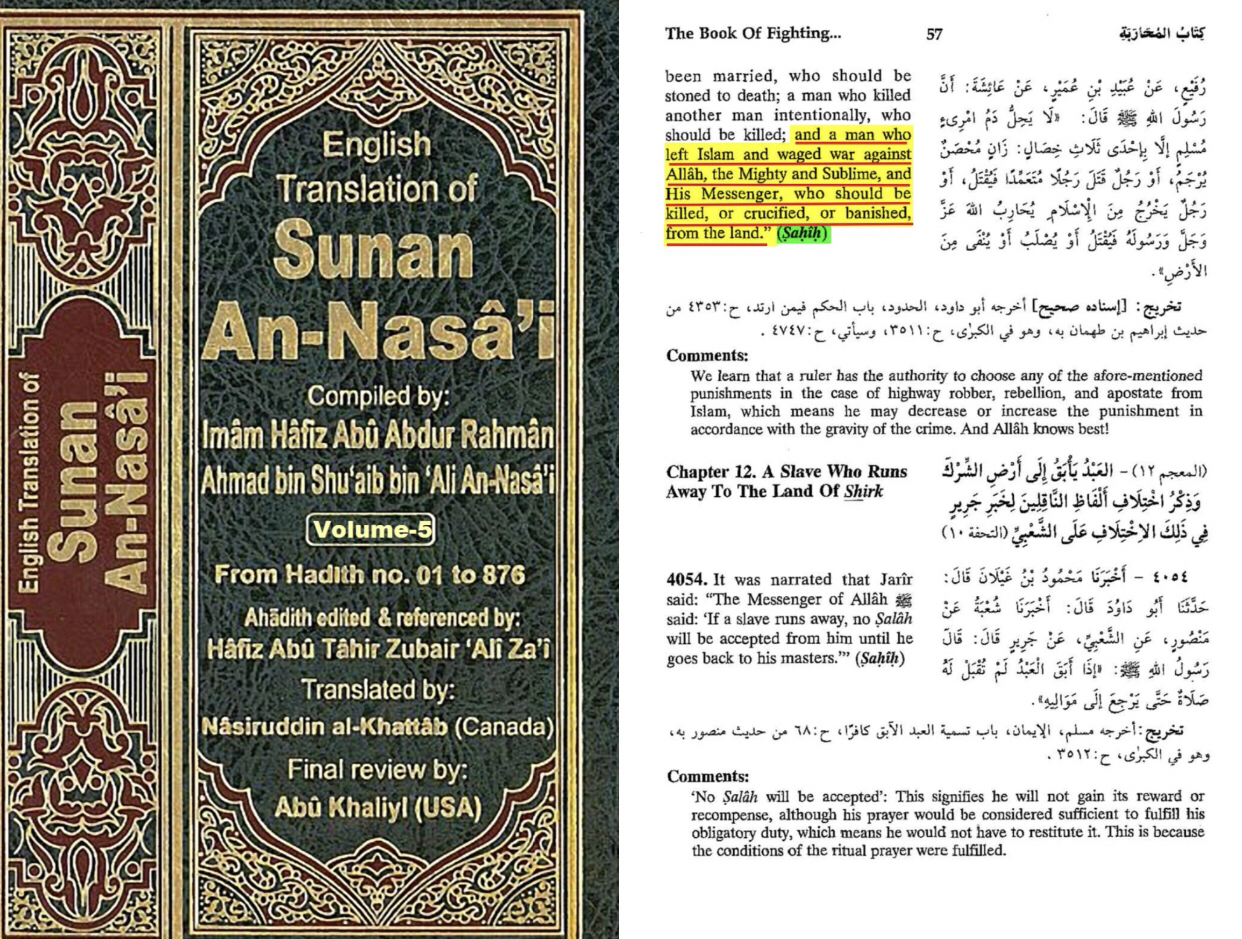 English Translation of
Sunan
An-Nasâ'i
English
Translation of
Sunan
An-Nasâ'i
Compiled by:
Imâm Hâfiz Abû Abdur Rahmân
Ahmad bin Shu'aib bin 'Ali An-Nasâ'i
Volume-5
From Hadith no. 01 to 876
Ahādith edited & referenced by:
Hâfiz Abû Tâhir Zubair 'Alî Za'î
Translated by:
Nâsiruddin al-Khattâb (Canada)
Final review by:
Abû Khaliyl (USA)
The Book Of Fighting... 57 كِتَابُ المُحَارَبَةِ
been married, who should be
stoned to death; a man who killed
another man intentionally, who
should be killed; and a man who
left Islam and waged war against
Allâh, the Mighty and Sublime, and
His Messenger, who should be
killed, or crucified, or banished,
from the land." (Ṣaḥîḥ)
رُفَيْعٍ، عَنْ عُبَيْدِ بْنِ عُمَيْرٍ، عَنْ عَائِشَةَ: أَنَّ
رَسُولَ اللهِ ﷺ قَالَ: «لَا يَحِلُّ دَمُ امْرِىءٍ
مُسْلِمٍ إِلَّا بِإِحْدَى ثَلَاثِ خِصَالٍ: زَانٍ مُحْصَنٌ
يُرْجَمُ، أَوْ رَجُلٌ قَتَلَ رَجُلًا مُتَعَمِّدًا فَيُقْتَلُ، أَوْ
رَجُلٌ يَخْرُجُ مِنَ الْإِسْلَامِ يُحَارِبُ اللهَ عَزَّ
وَجَلَّ وَرَسُولَهُ فَيُقْتَلُ أَوْ يُصْلَبُ أَوْ يُنْفَى مِنَ
الأَرْضِ».
تخريج: [إسناده صحيح] أخرجه أبو داود، الحدود، باب الحكم فيمن ارتد، ح:٤٣٥٣ من
حديث إبراهيم بن طهمان به، وهو في الكبرٰى، ح:٣٥١١، وسيأتي، ح:٤٧٤٧ .
Comments:
We learn that a ruler has the authority to choose any of the afore-mentioned
punishments in the case of highway robber, rebellion, and apostate from
Islam, which means he may decrease or increase the punishment in
accordance with the gravity of the crime. And Allâh knows best!
Chapter 12. A Slave Who Runs
Away To The Land Of Shirk
(المعجم ١٢) - العَبْدُ يَأْبَقُ إِلَى أَرْضِ الشِّرْكِ
وَذِكْرُ اخْتِلَافِ أَلْفَاظِ النَّاقِلِينَ لِخَبَرِ جَرِيرٍ
فِي ذَلِكَ الِاخْتِلَافِ عَلَى الشَّعْبِيِّ (التحفة ١٠)
4054. It was narrated that Jarîr
said: "The Messenger of Allâh ﷺ
said: 'If a slave runs away, no Ṣalâh
will be accepted from him until he
goes back to his masters.'" (Ṣaḥîḥ)
٤٠٥٤ - أَخْبَرَنَا مَحْمُودُ بْنُ غَيْلَانَ قَالَ:
حَدَّثَنَا أَبُو دَاوُدَ قَالَ: أَخْبَرَنَا شُعْبَةُ عَنْ
مَنْصُورٍ، عَنِ الشَّعْبِيِّ، عَنْ جَرِيرٍ قَالَ: قَالَ
رَسُولُ اللهِ ﷺ: «إِذَا أَبَقَ الْعَبْدُ لَمْ تُقْبَلْ لَهُ
صَلَاةٌ حَتَّى يَرْجِعَ إِلَى مَوَالِيهِ».
تخريج: أخرجه مسلم، الإيمان، باب تسمية العبد الآبق كافرًا، ح:٦٨ من حديث منصور به،
وهو في الكبرٰى، ح:٣٥١٢ .
Comments:
'No Ṣalâh will be accepted': This signifies he will not gain its reward or
recompense, although his prayer would be considered sufficient to fulfill his
obligatory duty, which means he would not have to restitute it. This is because
the conditions of the ritual prayer were fulfilled.